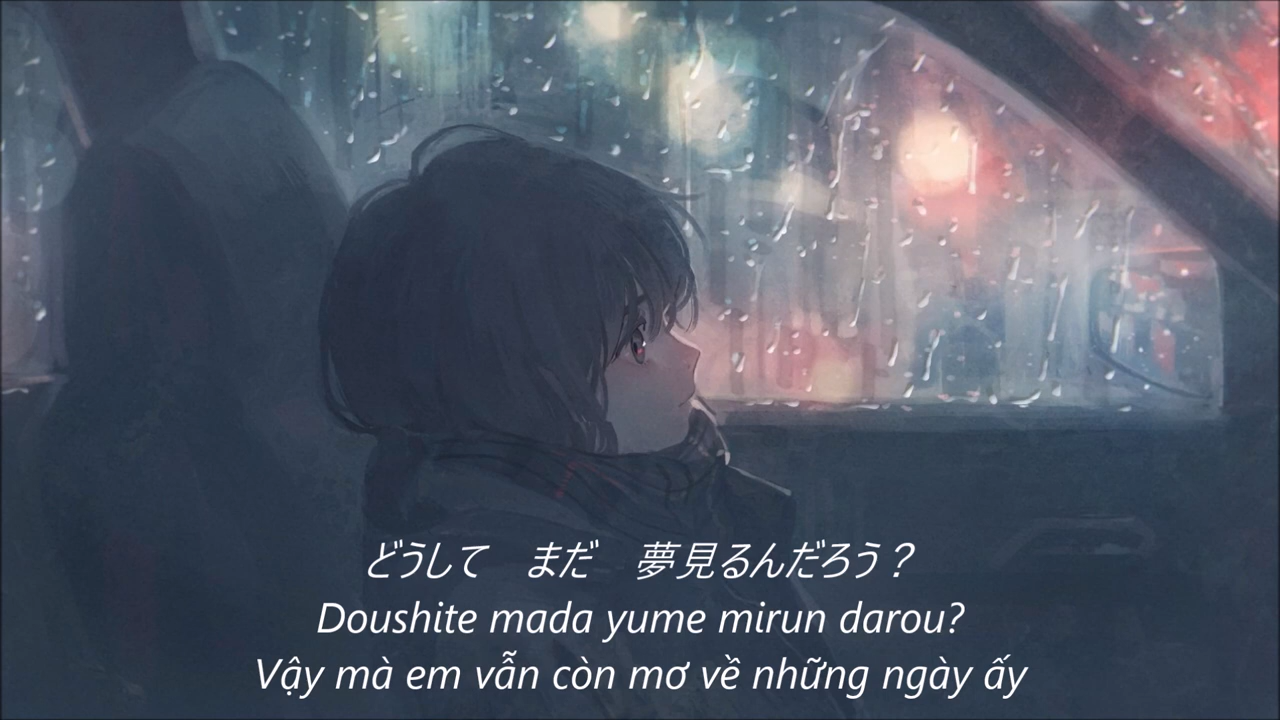 どうして　まだ　夢見るんだろう？
Doushite mada yume mirun darou?
Vậy mà em vẫn còn mơ về những ngày ấy